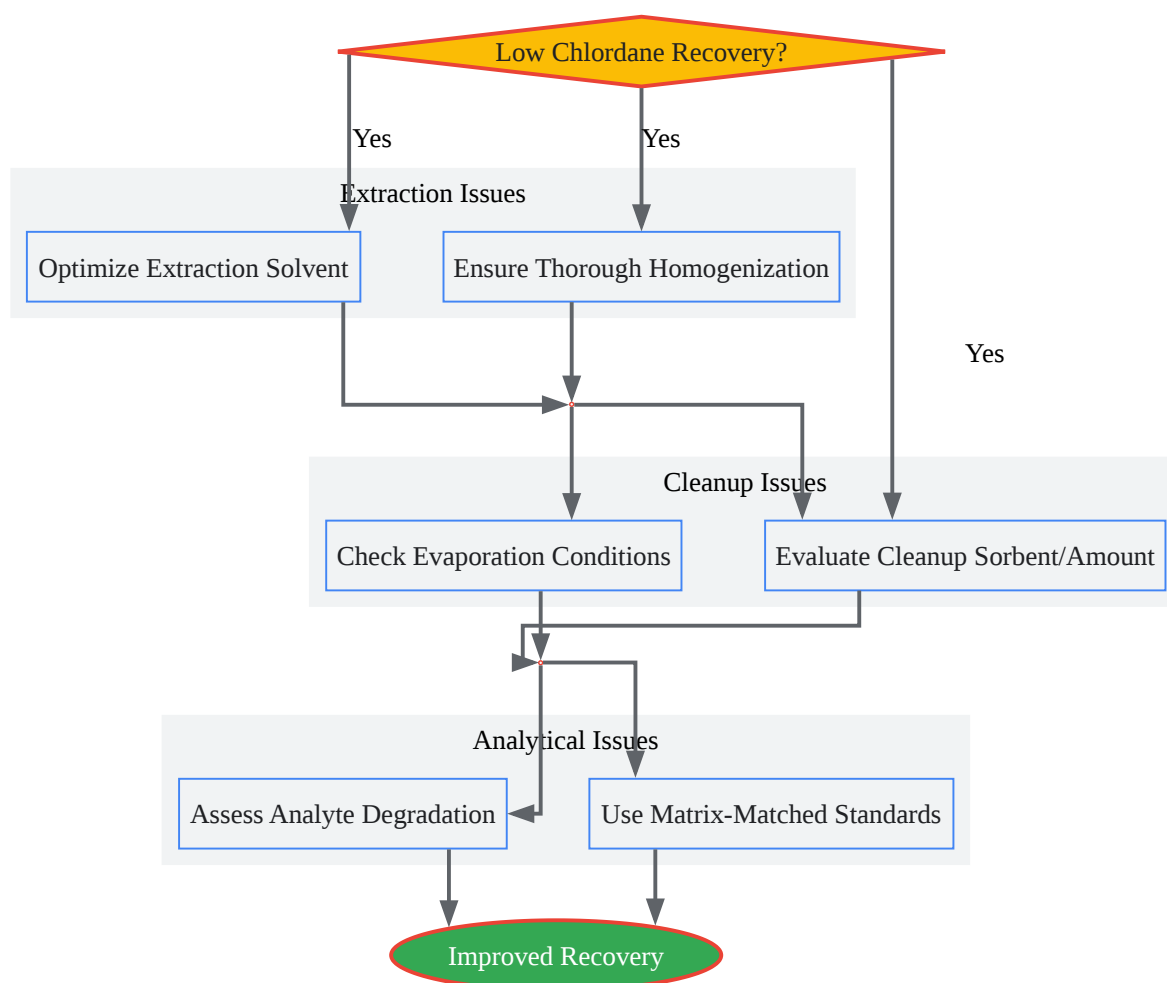 Low Chlordane Recovery?
Yes
Yes
Extraction Issues
Optimize Extraction Solvent
Ensure Thorough Homogenization
Yes
Cleanup Issues
Check Evaporation Conditions
Evaluate Cleanup Sorbent/Amount
Analytical Issues
Assess Analyte Degradation
Use Matrix-Matched Standards
Improved Recovery